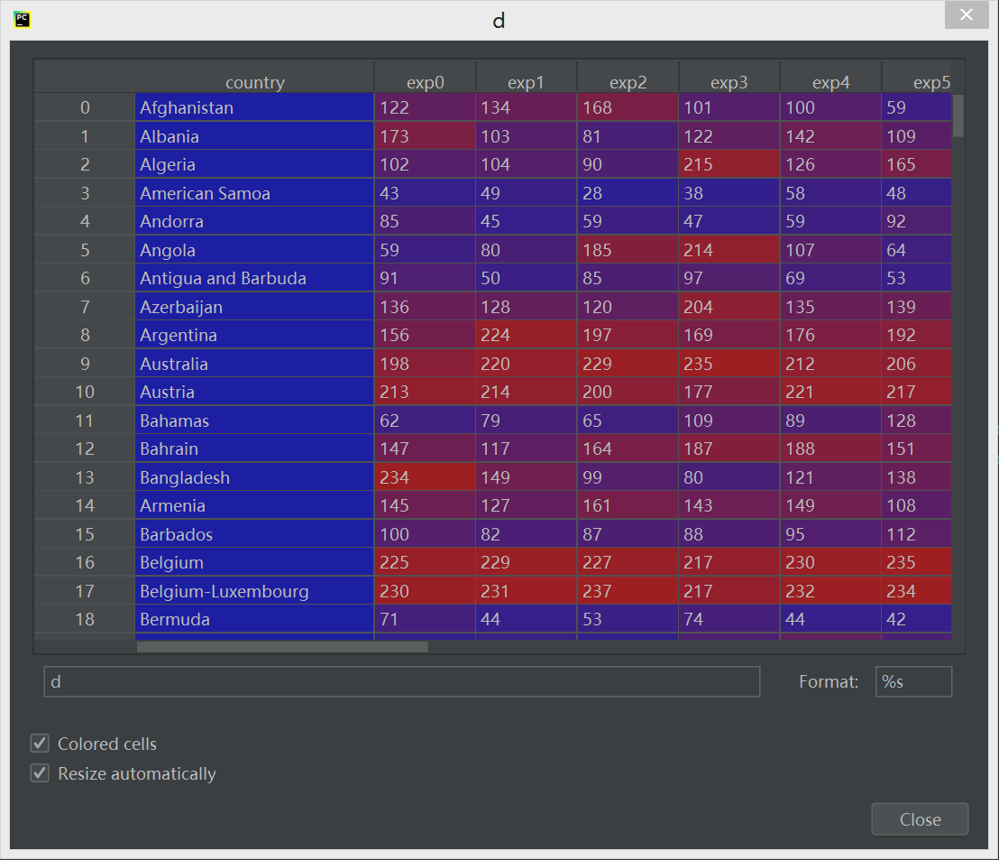 PC
d
country exp0 exp1 exp2 exp3 exp4 exp5
0 Afghanistan 122 134 168 101 100 59
1 Albania 173 103 81 122 142 109
2 Algeria 102 104 90 215 126 165
3 American Samoa 43 49 28 38 58 48
4 Andorra 85 45 59 47 59 92
5 Angola 59 80 185 214 107 64
6 Antigua and Barbuda 91 50 85 97 69 53
7 Azerbaijan 136 128 120 204 135 139
8 Argentina 156 224 197 169 176 192
9 Australia 198 220 229 235 212 206
10 Austria 213 214 200 177 221 217
11 Bahamas 62 79 65 109 89 128
12 Bahrain 147 117 164 187 188 151
13 Bangladesh 234 149 99 80 121 138
14 Armenia 145 127 161 143 149 108
15 Barbados 100 82 87 88 95 112
16 Belgium 225 229 227 217 230 235
17 Belgium-Luxembourg 230 231 237 217 232 234
18 Bermuda 71 44 53 74 44 42
d Format: %s
Colored cells
Resize automatically
Close